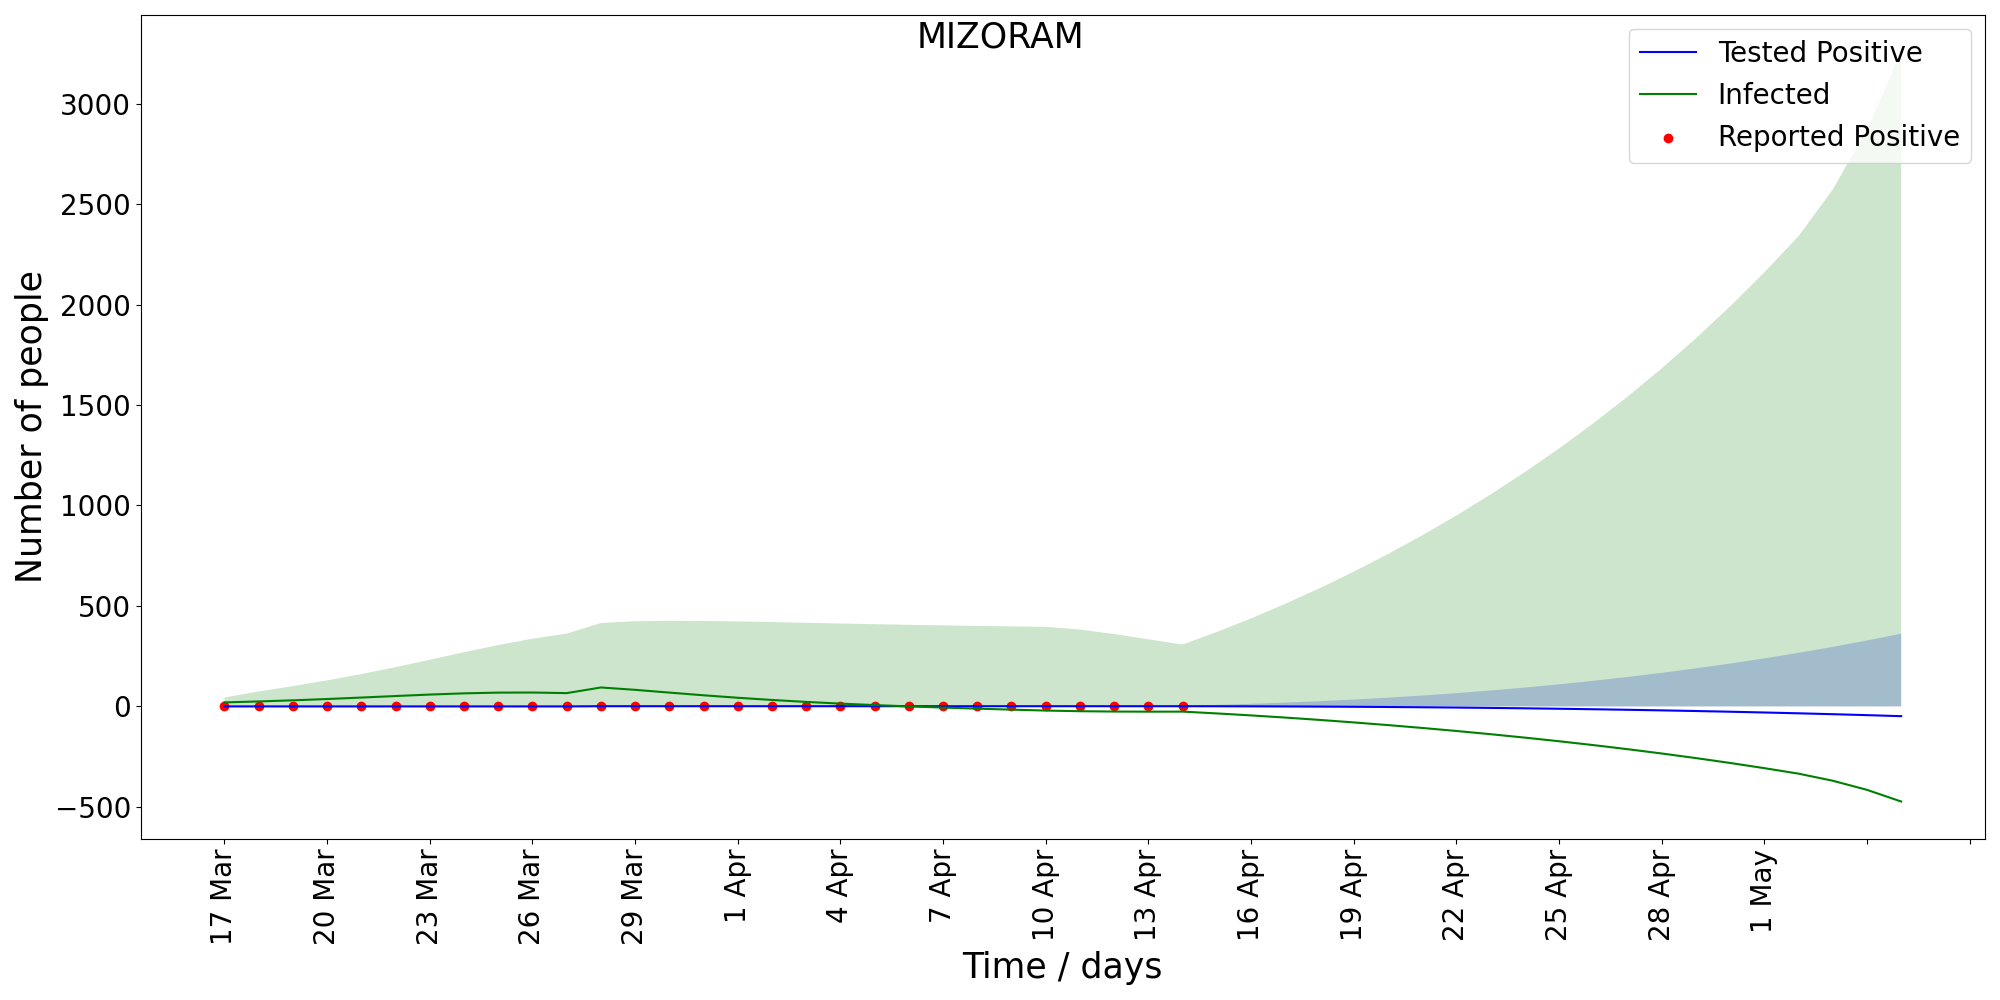 MIZORAM
Tested Positive
Infected
Reported Positive
Number of people
3000
2500
2000
1500
1000
500
0
−500
17 Mar
20 Mar
23 Mar
26 Mar
29 Mar
1 Apr
4 Apr
7 Apr
10 Apr
13 Apr
16 Apr
19 Apr
22 Apr
25 Apr
28 Apr
1 May
Time / days